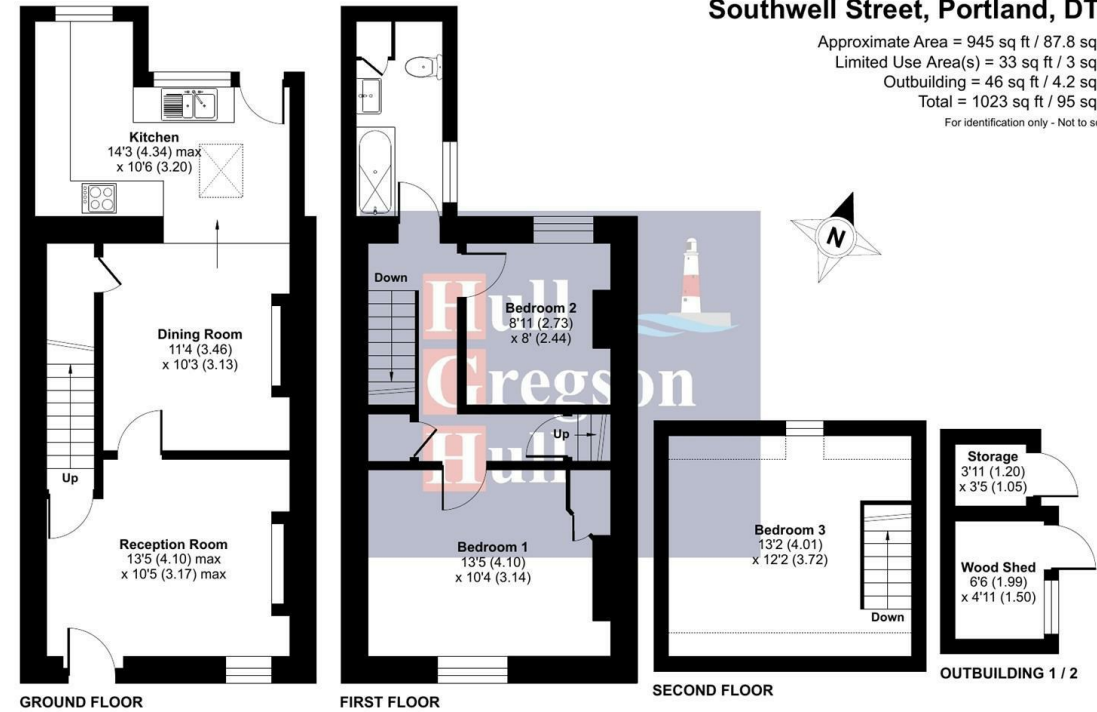 Southwell Street, Portland, DT
Approximate Area = 945 sq ft / 87.8 sq
Limited Use Area(s) = 33 sq ft / 3 sq
Outbuilding = 46 sq ft / 4.2 sq
Total = 1023 sq ft / 95 sq
For identification only - Not to sc
Kitchen
14'3 (4.34) max
x 10'6 (3.20)
Dining Room
11'4 (3.46)
x 10'3 (3.13)
Up
Reception Room
13'5 (4.10) max
x 10'5 (3.17) max
GROUND FLOOR
Down
Bedroom 2
8'11 (2.73)
x 8' (2.44)
Up
Bedroom 1
13'5 (4.10)
x 10'4 (3.14)
FIRST FLOOR
Hull
Gregson
Hull
N
Bedroom 3
13'2 (4.01)
x 12'2 (3.72)
Down
SECOND FLOOR
Storage
3'11 (1.20)
x 3'5 (1.05)
Wood Shed
6'6 (1.99)
x 4'11 (1.50)
OUTBUILDING 1 / 2